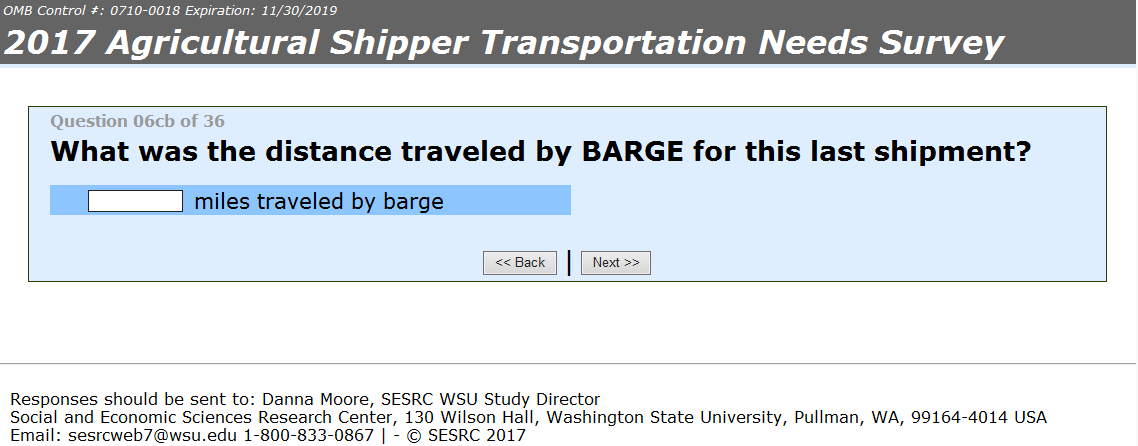 OMB Control #: 0710-0018 Expiration: 11/30/2019
2017 Agricultural Shipper Transportation Needs Survey
Question 06cb of 36
What was the distance traveled by BARGE for this last shipment?
miles traveled by barge
<< Back | Next >>
Responses should be sent to: Danna Moore, SESRC WSU Study Director
Social and Economic Sciences Research Center, 130 Wilson Hall, Washington State University, Pullman, WA, 99164-4014 USA
Email: sesrcweb7@wsu.edu 1-800-833-0867 | - © SESRC 2017